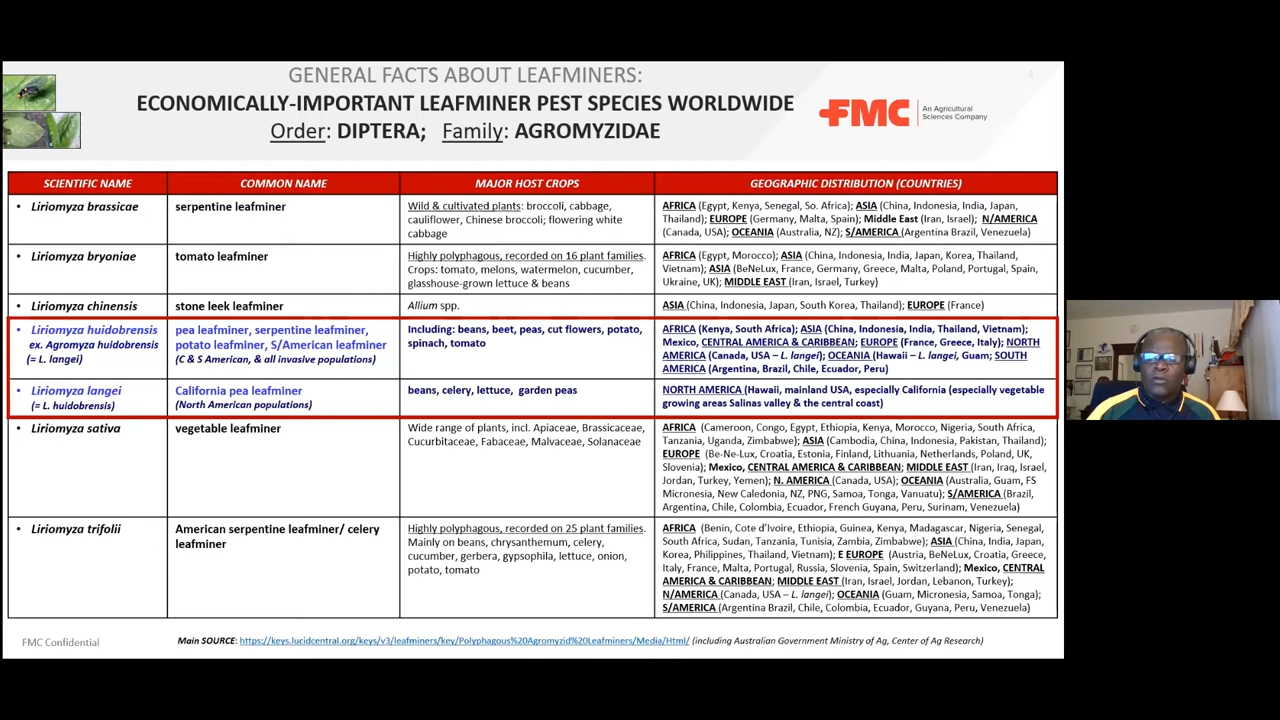 GENERAL FACTS ABOUT LEAFMINERS:
ECONOMICALLY-IMPORTANT LEAFMINER PEST SPECIES WORLDWIDE
Order: DIPTERA; Family: AGROMYZIDAE
FMC
An Agricultural
Sciences Company
SCIENTIFIC NAME
COMMON NAME
MAJOR HOST CROPS
GEOGRAPHIC DISTRIBUTION (COUNTRIES)
• Liriomyza brassicae
serpentine leafminer
Wild & cultivated plants: broccoli, cabbage,
cauliflower, Chinese broccoli; flowering white
cabbage
AFRICA (Egypt, Kenya, Senegal, So. Africa); ASIA (China, Indonesia, India, Japan,
Thailand); EUROPE (Germany, Malta, Spain); Middle East (Iran, Israel); N/AMERICA
(Canada, USA); OCEANIA (Australia, NZ); S/AMERICA (Argentina Brazil, Venezuela)
• Liriomyza bryoniae
tomato leafminer
Highly polyphagous, recorded on 16 plant families.
Crops: tomato, melons, watermelon, cucumber,
glasshouse-grown lettuce & beans
AFRICA (Egypt, Morocco); ASIA (China, Indonesia, India, Japan, Korea, Thailand,
Vietnam); ASIA (BeNeLux, France, Germany, Greece, Malta, Poland, Portugal, Spain,
Ukraine, UK); MIDDLE EAST (Iran, Israel, Turkey)
• Liriomyza chinensis
stone leek leafminer
Allium spp.
ASIA (China, Indonesia, Japan, South Korea, Thailand); EUROPE (France)
• Liriomyza huidobrensis
ex. Agromyza huidobrensis
(= L. langei)
pea leafminer, serpentine leafminer,
potato leafminer, S/American leafminer
(C & S American, & all invasive populations)
Including: beans, beet, peas, cut flowers, potato,
spinach, tomato
AFRICA (Kenya, South Africa); ASIA (China, Indonesia, India, Thailand, Vietnam);
Mexico, CENTRAL AMERICA & CARIBBEAN; EUROPE (France, Greece, Italy); NORTH
AMERICA (Canada, USA – L. langei); OCEANIA (Hawaii – L. langei, Guam; SOUTH
AMERICA (Argentina, Brazil, Chile, Ecuador, Peru)
• Liriomyza langei
(= L. huidobrensis)
California pea leafminer
(North American populations)
beans, celery, lettuce, garden peas
NORTH AMERICA (Hawaii, mainland USA, especially California (especially vegetable
growing areas Salinas valley & the central coast)
• Liriomyza sativa
vegetable leafminer
Wide range of plants, incl. Apiaceae, Brassicaceae,
Cucurbitaceae, Fabaceae, Malvaceae, Solanaceae
AFRICA (Cameroon, Congo, Egypt, Ethiopia, Kenya, Morocco, Nigeria, South Africa,
Tanzania, Uganda, Zimbabwe); ASIA (Cambodia, China, Indonesia, Pakistan, Thailand);
EUROPE (Be-Ne-Lux, Croatia, Estonia, Finland, Lithuania, Netherlands, Poland, UK,
Slovenia); Mexico, CENTRAL AMERICA & CARIBBEAN; MIDDLE EAST (Iran, Iraq, Israel,
Jordan, Turkey, Yemen); N. AMERICA (Canada, USA); OCEANIA (Australia, Guam, FS
Micronesia, New Caledonia, NZ, PNG, Samoa, Tonga, Vanuatu); S/AMERICA (Brazil,
Argentina, Chile, Colombia, Ecuador, French Guyana, Peru, Surinam, Venezuela)
• Liriomyza trifolii
American serpentine leafminer/ celery
leafminer
Highly polyphagous, recorded on 25 plant families.
Mainly on beans, chrysanthemum, celery,
cucumber, gerbera, gypsophila, lettuce, onion,
potato, tomato
AFRICA (Benin, Cote d'Ivoire, Ethiopia, Guinea, Kenya, Madagascar, Nigeria, Senegal,
South Africa, Sudan, Tanzania, Tunisia, Zambia, Zimbabwe); ASIA (China, India, Japan,
Korea, Philippines, Thailand, Vietnam); E EUROPE (Austria, BeNeLux, Croatia, Greece,
Italy, France, Malta, Portugal, Russia, Slovenia, Spain, Switzerland); Mexico, CENTRAL
AMERICA & CARIBBEAN; MIDDLE EAST (Iran, Israel, Jordan, Lebanon, Turkey);
N/AMERICA (Canada, USA – L. langei); OCEANIA (Guam, Micronesia, Samoa, Tonga);
S/AMERICA (Argentina Brazil, Chile, Colombia, Ecuador, Guyana, Peru, Venezuela)
FMC Confidential
Main SOURCE: https://keys.lucidcentral.org/keys/v3/leafminers/key/Polyphagous%20Agromyzid%20Leafminers/Media/Html/ (including Australian Government Ministry of Ag, Center of Ag Research)